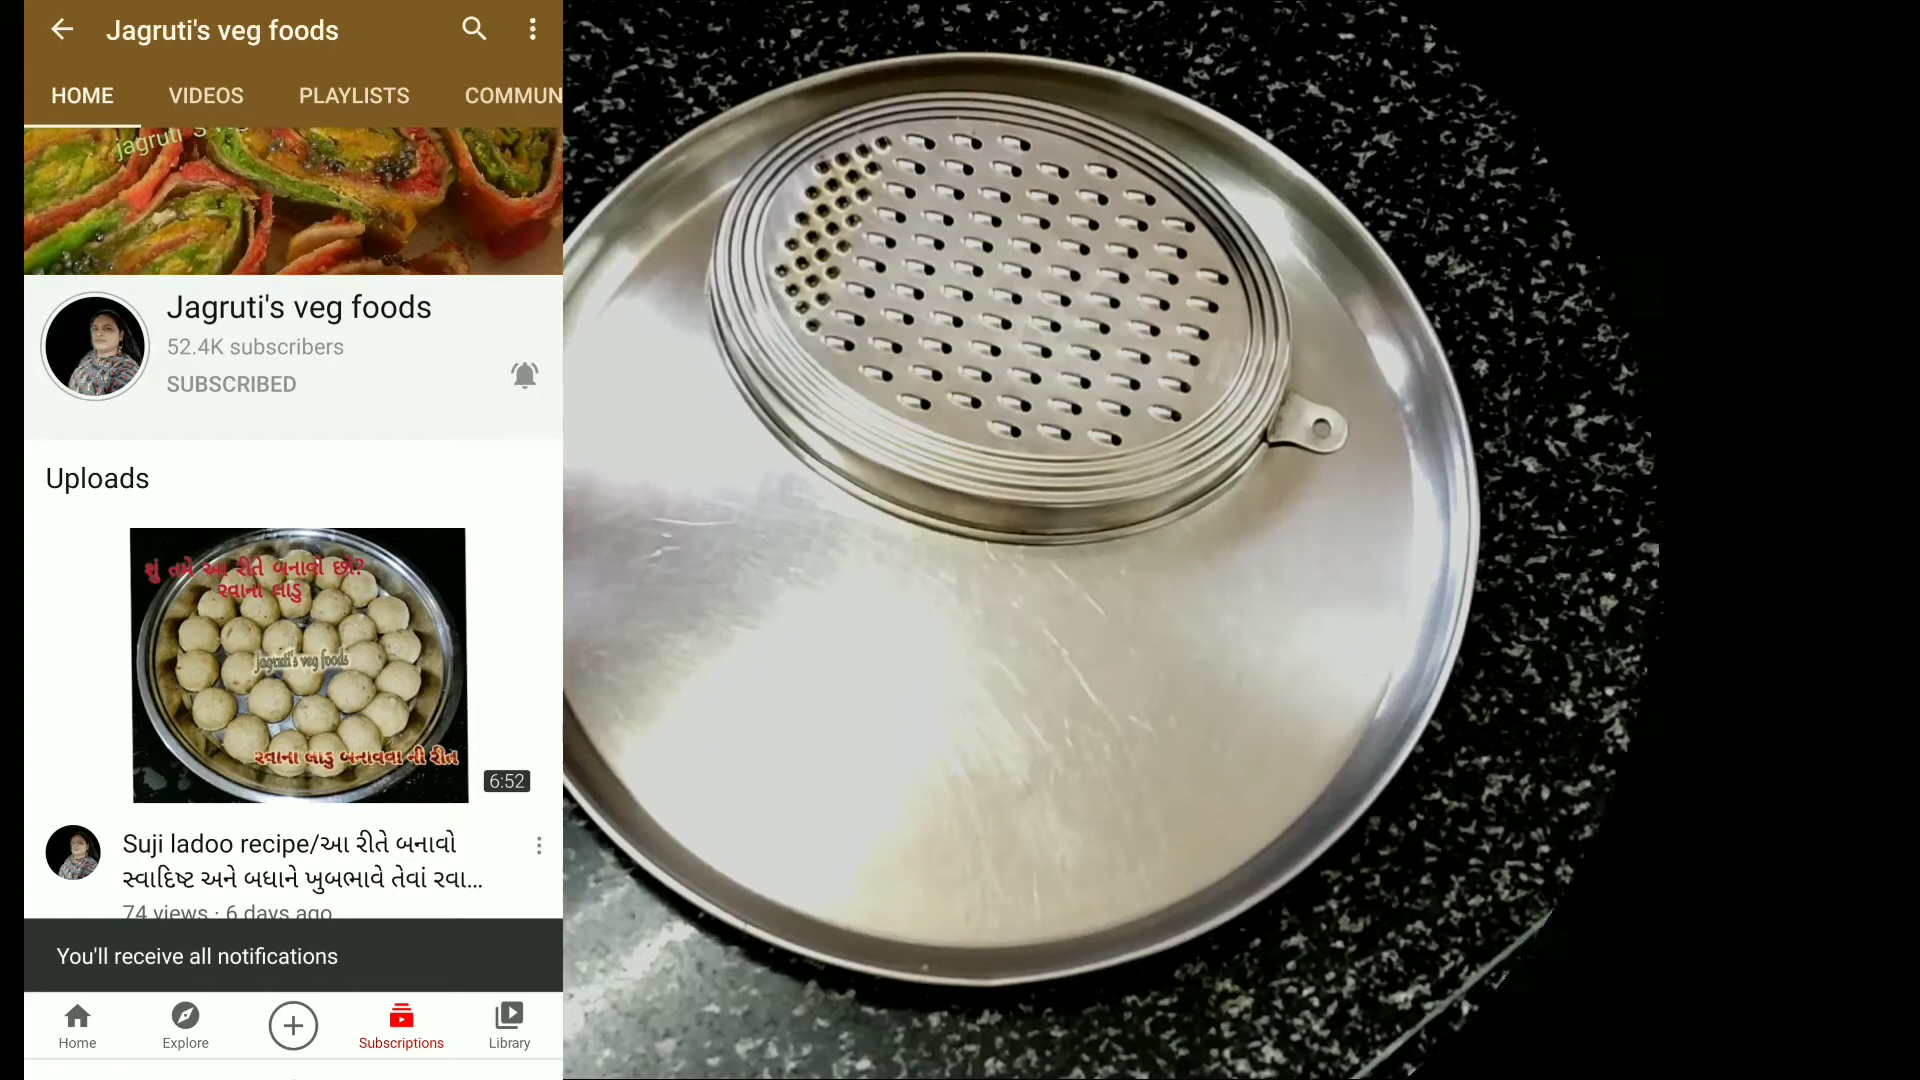 Jagruti's veg foods
HOME VIDEOS PLAYLISTS COMMUN
jagruti's
Jagruti's veg foods
52.4K subscribers
SUBSCRIBED
Uploads
શું તમે આ રીતે બનાવો છો?
રવાના લાડુ
jagruti's veg foods
રવાના લાડુ બનાવવા ની રીત
6:52
Suji ladoo recipe/આ રીતે બનાવો
સ્વાદિષ્ટ અને બધાને ખુબભાવે તેવાં રવા...
74 views · 6 days ago
You'll receive all notifications
Home Explore Subscriptions Library